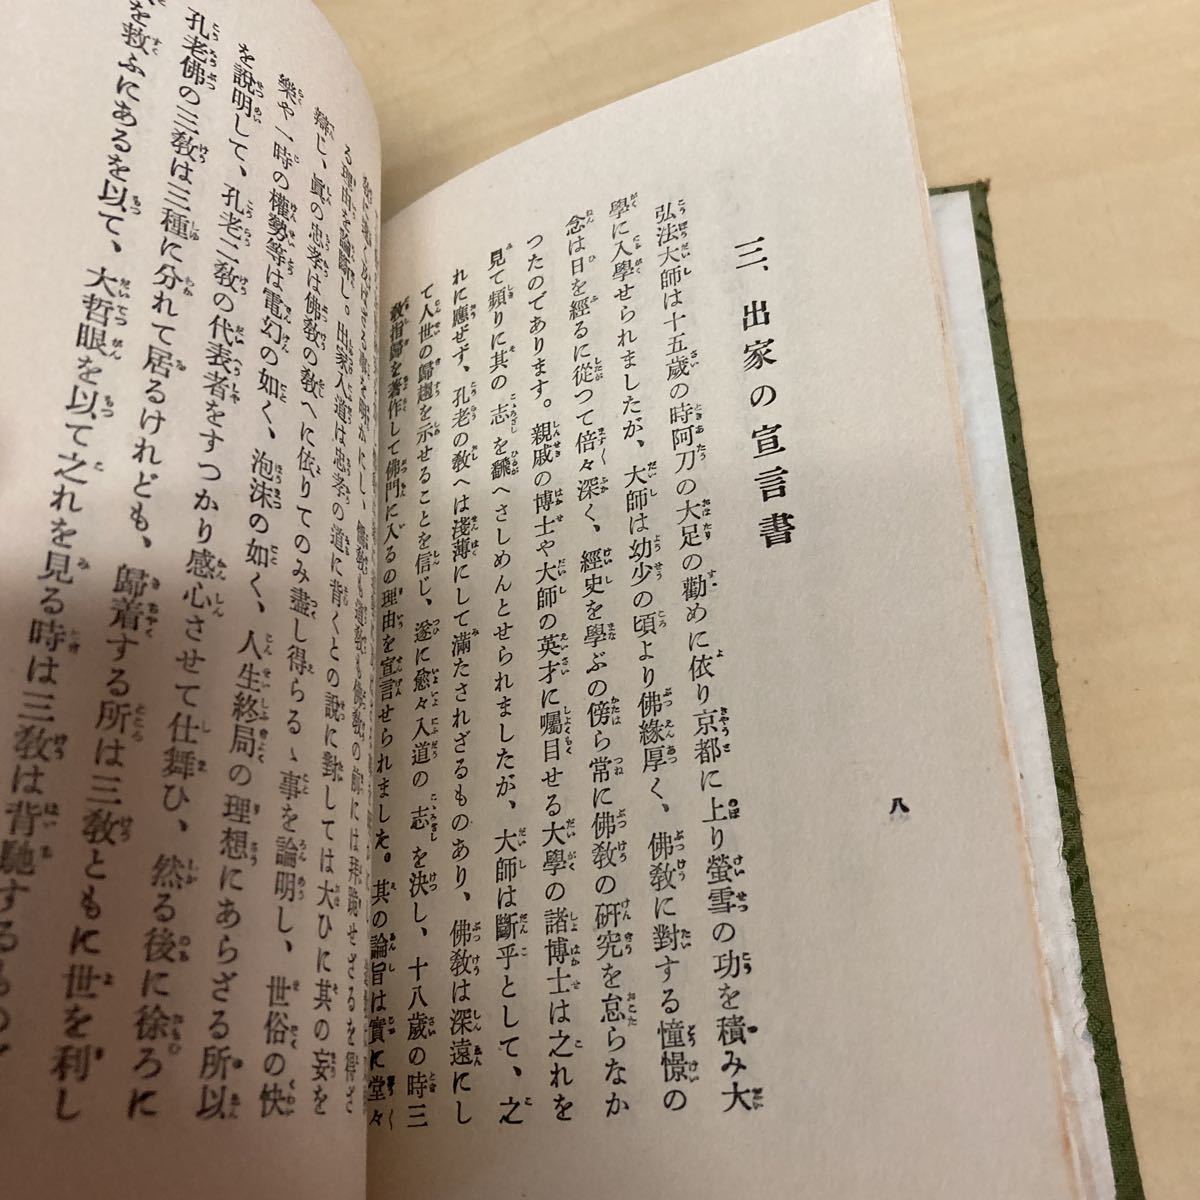 三、出家の宣言書
弘法大師は十五歳の時阿刀の大足の勸めに依り京都に上り螢雪の功を積み大
學に入學せられましたが、大師は幼少の頃より佛緣厚く、佛敎に對する憧憬の
念は日を經るに從つて倍々深く、經史を學ぶの傍ら常に佛敎の硏究を怠らなか
つたのであります。親戚の博士や大師の英才に囑目せる大學の諸博士は之れを
見て頻りに其の志を飜へさしめんとせられましたが、大師は斷乎として、之
れに應ぜず、孔老の敎へは淺薄にして滿たされざるものあり、佛敎は深遠にし
て人世の歸趨を示せることを信じ、遂に愈々入道の志を決し、十八歲の時三
敎指歸を著作して佛門に入るの理由を宣言せられました。其の論旨は實に堂々
八
る理由を論斷し。出家入道は忠孝の道に背くとの說に對しては大ひに其の妄を
辯じ、眞の忠孝は佛敎の敎へに依りてのみ盡し得らるゝ事を論明し、世俗の快
樂や一時の權勢等は電幻の如く、泡沫の如く、人生終局の理想にあらざる所以
を說明して、孔老二敎の代表者をすつかり感心させて仕舞ひ、然る後に徐ろに
孔老佛の三敎は三種に分れて居るけれども、歸着する所は三敎ともに世を利し
を救ふにあるを以て、大哲眼を以て之れを見る時は三敎は背馳するもの